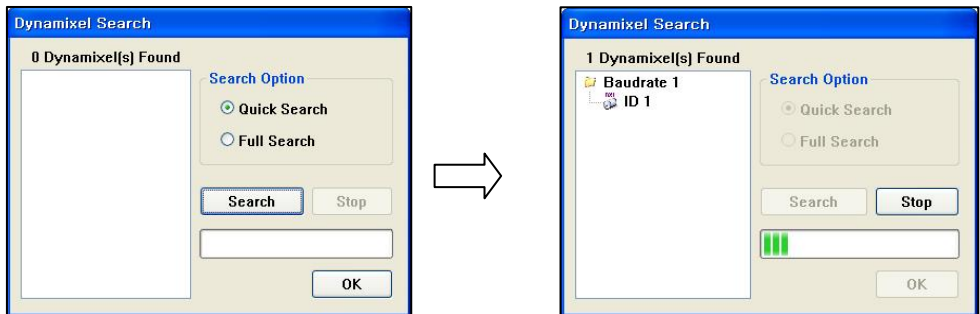 Dynamixel Search
0 Dynamixel(s) Found
Search Option
Quick Search
Full Search
Search
Stop
OK
Dynamixel Search
1 Dynamixel(s) Found
Baudrate 1
ID 1
Search Option
Quick Search
Full Search
Search
Stop
OK